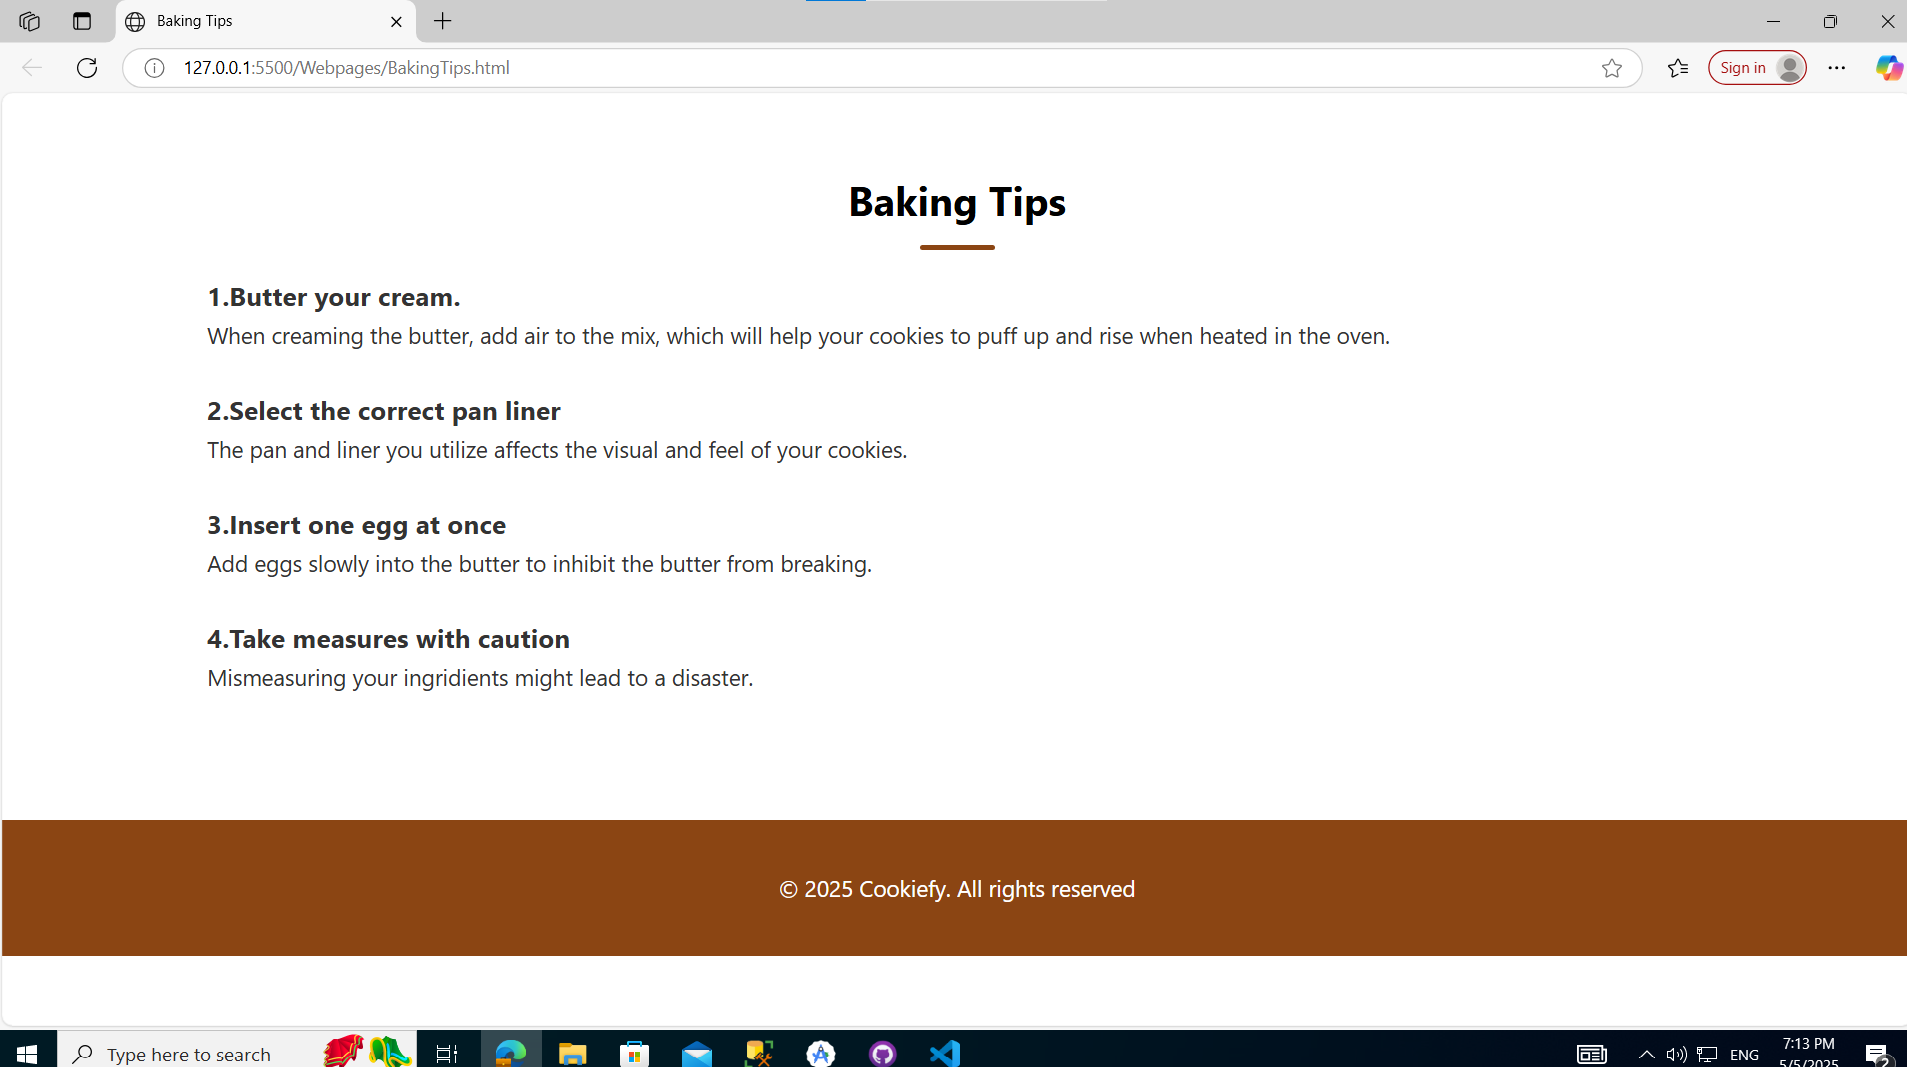 Baking Tips
127.0.0.1:5500/Webpages/BakingTips.html
Sign in
Baking Tips
1.Butter your cream.
When creaming the butter, add air to the mix, which will help your cookies to puff up and rise when heated in the oven.
2.Select the correct pan liner
The pan and liner you utilize affects the visual and feel of your cookies.
3.Insert one egg at once
Add eggs slowly into the butter to inhibit the butter from breaking.
4.Take measures with caution
Mismeasuring your ingridients might lead to a disaster.
© 2025 Cookiefy. All rights reserved
Type here to search
ENG
7:13 PM
5/5/2025
2